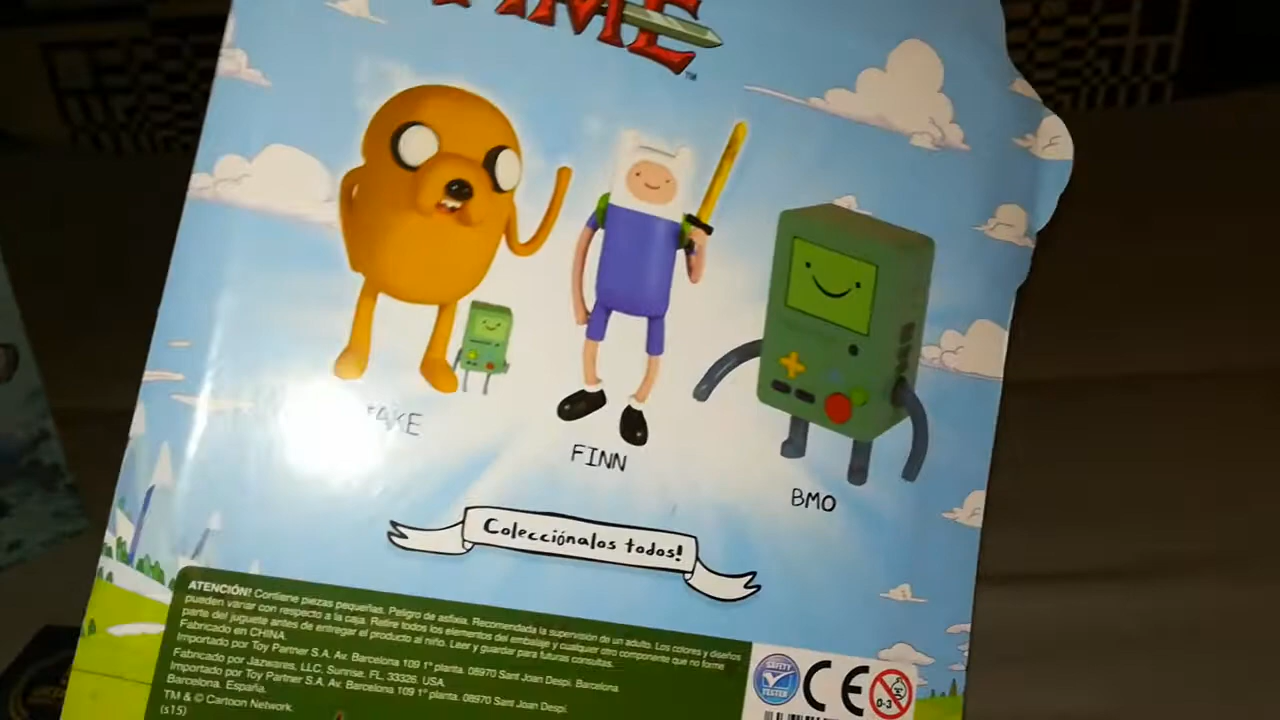 TIME
TM
JAKE
FINN
BMO
Colecciónalos todos!
ATENCIÓN! Contiene piezas pequeñas. Peligro de asfixia. Recomendada la supervisión de un adulto. Los colores y diseños
pueden variar con respecto a la caja. Retire todos los elementos del embalaje y cualquier otro componente que no forme
parte del juguete antes de entregar el producto al niño. Leer y guardar para futuras consultas.
Fabricado en CHINA.
Importado por Toy Partner S.A. Av. Barcelona 109 1ª planta. 08970 Sant Joan Despí. Barcelona
Fabricado por Jazwares, LLC. Sunrise, FL, 33326. USA.
Importado por Toy Partner S.A. Av. Barcelona 109 1ª planta. 08970 Sant Joan Despí.
Barcelona. España.
TM & © Cartoon Network.
(s15)
SAFETY
TESTED
CE
0-3